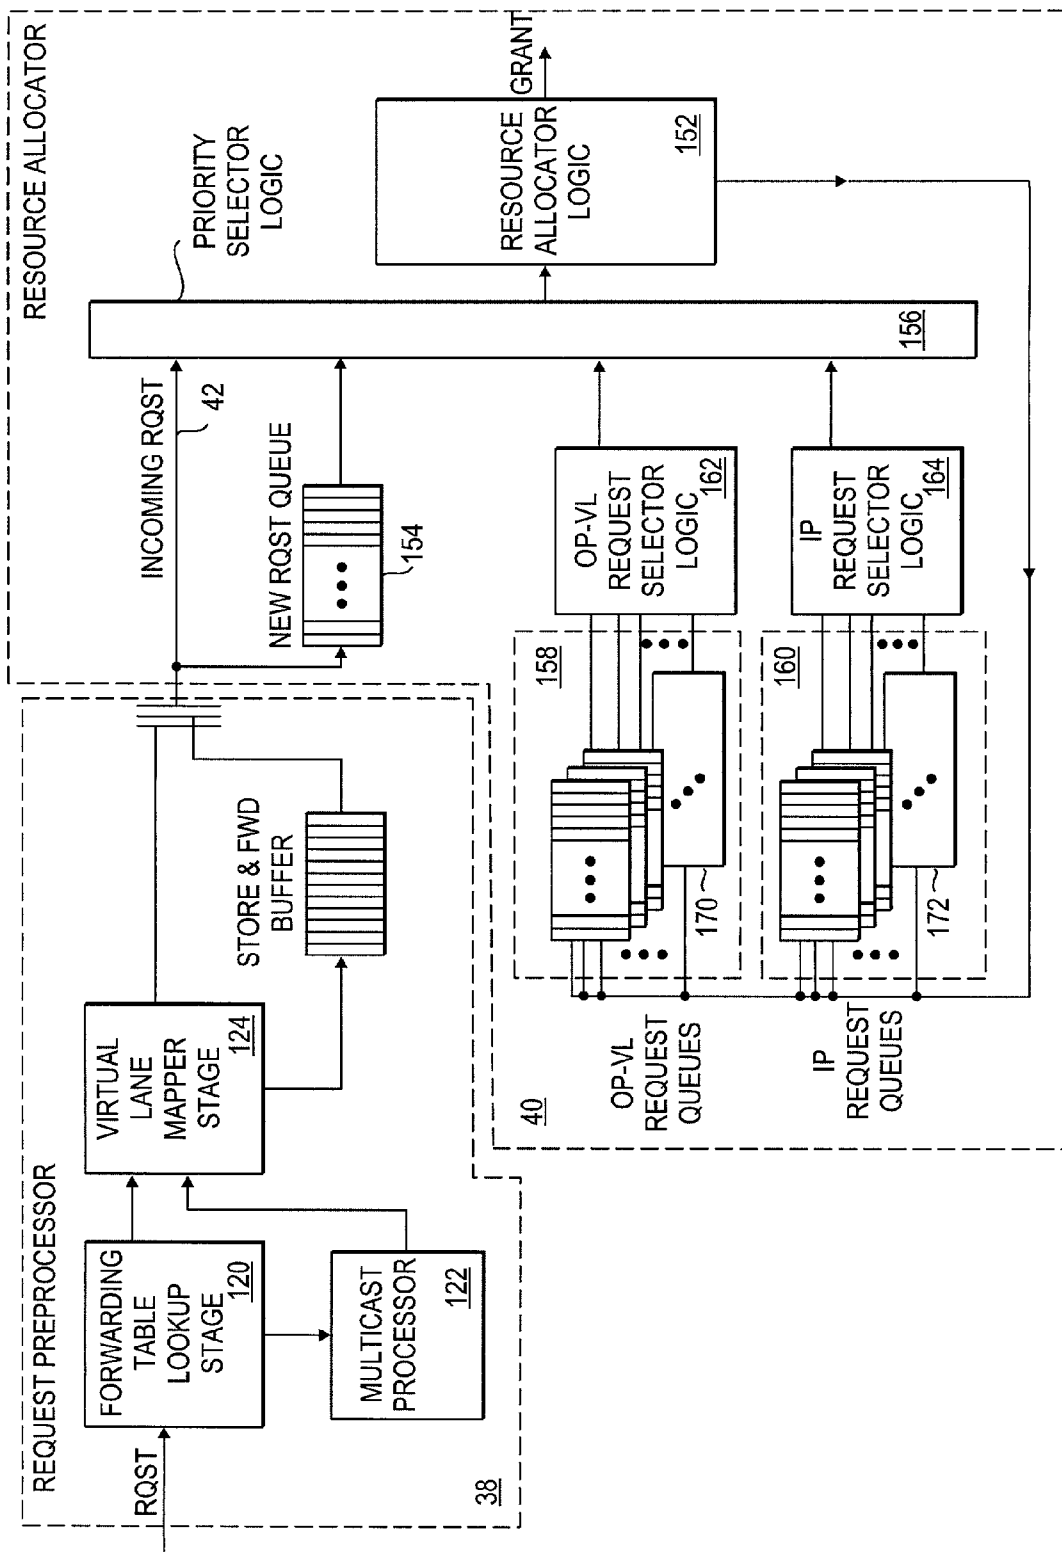 REQUEST PREPROCESSOR
RQST
FORWARDING
TABLE
LOOKUP
STAGE
120
MULTICAST
PROCESSOR
122
38
VIRTUAL
LANE
MAPPER
STAGE
124
STORE & FWD
BUFFER
RESOURCE ALLOCATOR
INCOMING RQST
42
NEW RQST QUEUE
154
PRIORITY
SELECTOR
LOGIC
156
RESOURCE
ALLOCATOR
LOGIC
152
GRANT
40
OP-VL
REQUEST
QUEUES
158
170
OP-VL
REQUEST
SELECTOR
LOGIC
162
IP
REQUEST
QUEUES
160
172
IP
REQUEST
SELECTOR
LOGIC
164